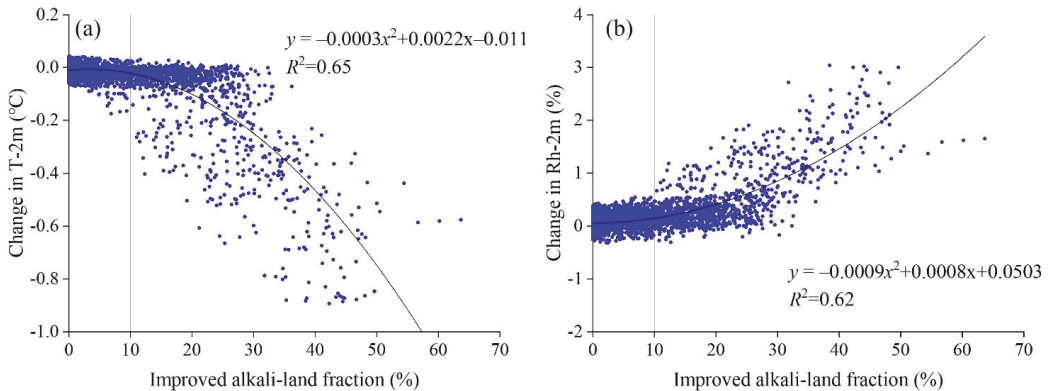 (a)
y = –0.0003x²+0.0022x–0.011
R²=0.65
0.2
0.0
-0.2
-0.4
-0.6
-0.8
-1.0
Change in T-2m (°C)
0 10 20 30 40 50 60 70
Improved alkali-land fraction (%)
(b)
4
3
2
1
0
-1
-2
Change in Rh-2m (%)
y = –0.0009x²+0.0008x+0.0503
R²=0.62
0 10 20 30 40 50 60 70
Improved alkali-land fraction (%)